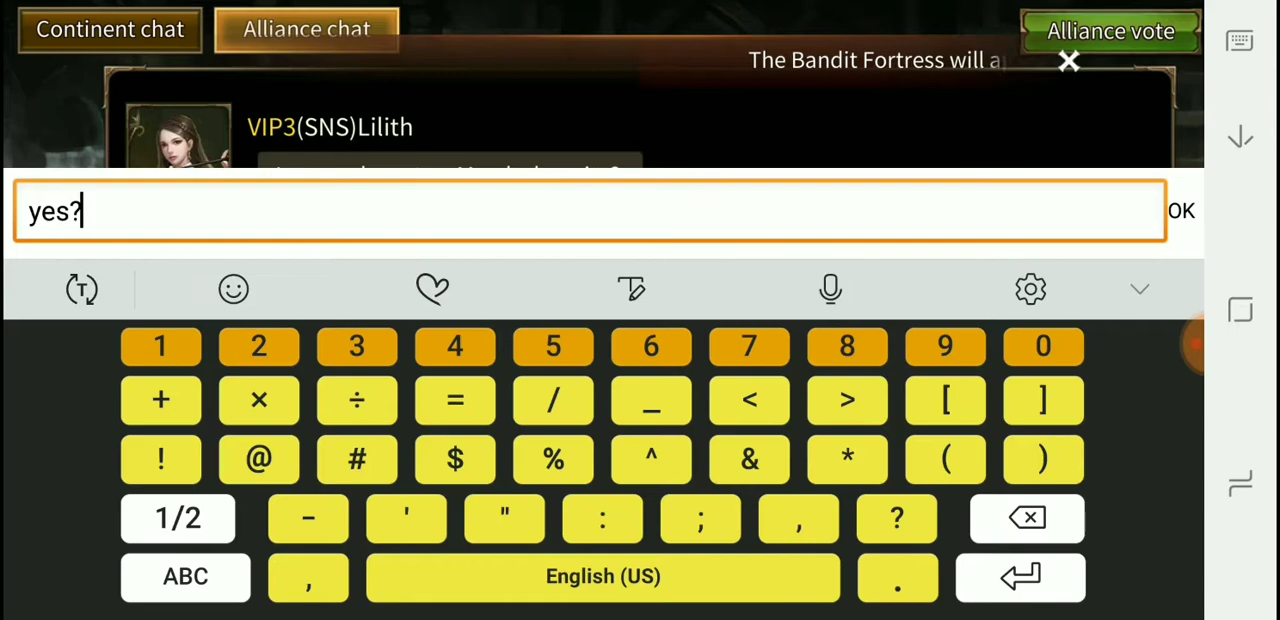 Continent chat
Alliance chat
Alliance vote
The Bandit Fortress will
VIP3(SNS)Lilith
yes?
OK
T
T
1 2 3 4 5 6 7 8 9 0
+ × ÷ = / _ < > [ ]
! @ # $ % ^ & * ( )
1/2 - ' " : ; , ?
ABC , English (US) .